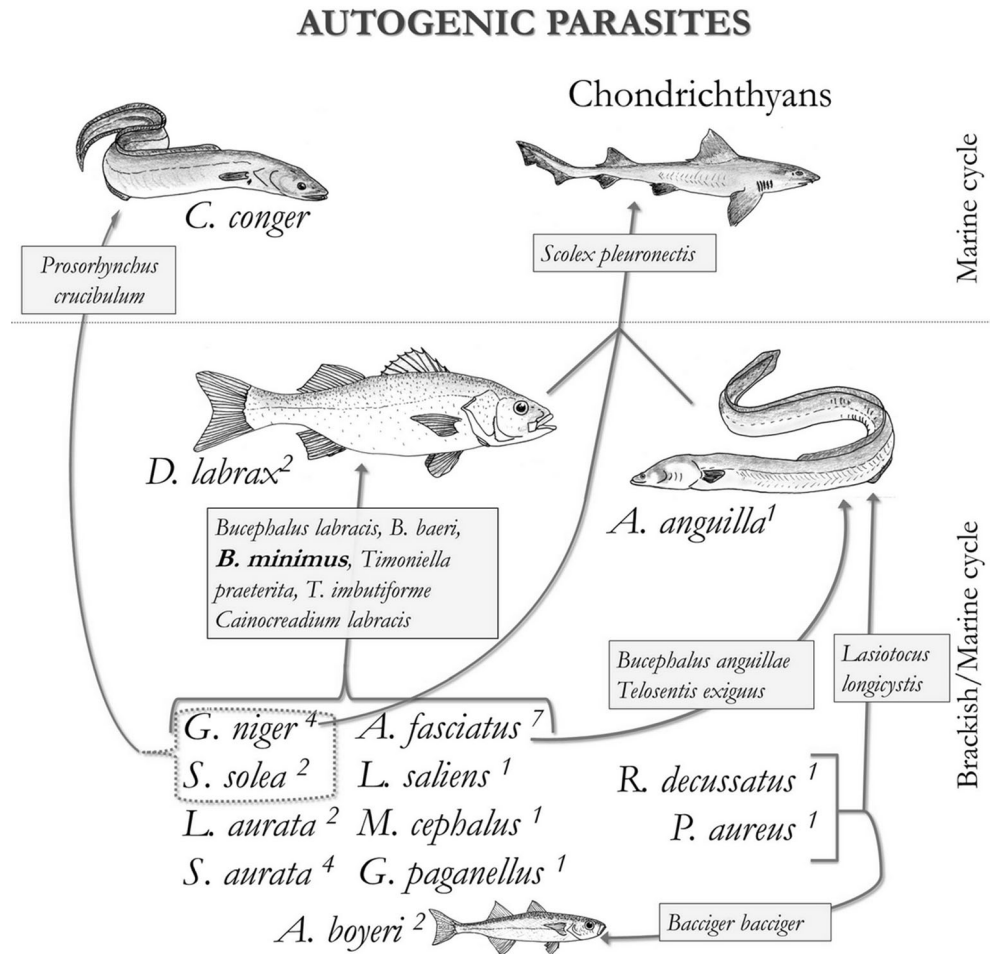 AUTOGENIC PARASITES
Chondrichthyans
C. conger
Marine cycle
Prosorhynchus
crucibulum
Scolex pleuronectis
D. labrax²
A. anguilla¹
Brackish/Marine cycle
Bucephalus labracis, B. baeri,
B. minimus, Timoniella
praeterita, T. imbutiforme
Cainocreadium labracis
Bucephalus anguillae
Telosentis exiguus
Lasiotocus
longicystis
G. niger ⁴ A. fasciatus ⁷
S. solea ² L. saliens ¹
L. aurata ² M. cephalus ¹
S. aurata ⁴ G. paganellus ¹
R. decussatus ¹
P. aureus ¹
A. boyeri ²
Bacciger bacciger